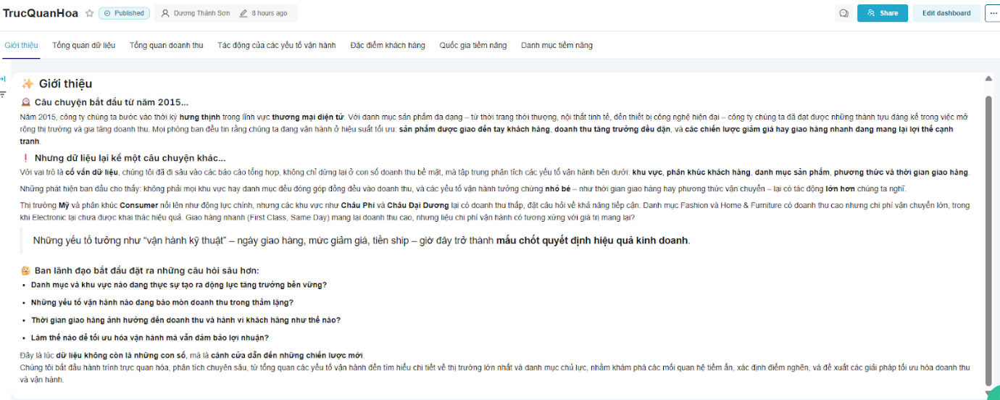 TrucQuanHoa ☆ Published Dương Thành Sơn 8 hours ago Share Edit dashboard ...
Giới thiệu Tổng quan dữ liệu Tổng quan doanh thu Tác động của các yếu tố vận hành Đặc điểm khách hàng Quốc gia tiềm năng Danh mục tiềm năng
✨ Giới thiệu
🕰️ Câu chuyện bắt đầu từ năm 2015...
Năm 2015, công ty chúng ta bước vào thời kỳ hưng thịnh trong lĩnh vực thương mại điện tử. Với danh mục sản phẩm đa dạng – từ thời trang thời thượng, nội thất tinh tế, đến thiết bị công nghệ hiện đại – công ty chúng ta đã đạt được những thành tựu đáng kể trong việc mở
rộng thị trường và gia tăng doanh thu. Mọi phòng ban đều tin rằng chúng ta đang vận hành ở hiệu suất tối ưu: sản phẩm được giao đến tay khách hàng, doanh thu tăng trưởng đều đặn, và các chiến lược giảm giá hay giao hàng nhanh đang mang lại lợi thế cạnh
tranh.
❗ Nhưng dữ liệu lại kể một câu chuyện khác...
Với vai trò là cố vấn dữ liệu, chúng tôi đã đi sâu vào các báo cáo tổng hợp, không chỉ dừng lại ở con số doanh thu bề mặt, mà tập trung phân tích các yếu tố vận hành bên dưới: khu vực, phân khúc khách hàng, danh mục sản phẩm, phương thức và thời gian giao hàng.
Những phát hiện ban đầu cho thấy: không phải mọi khu vực hay danh mục đều đóng góp đồng đều vào doanh thu, và các yếu tố vận hành tưởng chừng nhỏ bé – như thời gian giao hàng hay phương thức vận chuyển – lại có tác động lớn hơn chúng ta nghĩ.
Thị trường Mỹ và phân khúc Consumer nổi lên như động lực chính, nhưng các khu vực như Châu Phi và Châu Đại Dương lại có doanh thu thấp, đặt câu hỏi về khả năng tiếp cận. Danh mục Fashion và Home & Furniture có doanh thu cao nhưng chi phí vận chuyển lớn, trong
khi Electronic lại chưa được khai thác hiệu quả. Giao hàng nhanh (First Class, Same Day) mang lại doanh thu cao, nhưng liệu chi phí vận hành có tương xứng với giá trị mang lại?
Những yếu tố tưởng như “vận hành kỹ thuật” – ngày giao hàng, mức giảm giá, tiền ship – giờ đây trở thành mấu chốt quyết định hiệu quả kinh doanh.
🤔 Ban lãnh đạo bắt đầu đặt ra những câu hỏi sâu hơn:
• Danh mục và khu vực nào đang thực sự tạo ra động lực tăng trưởng bền vững?
• Những yếu tố vận hành nào đang bào mòn doanh thu trong thầm lặng?
• Thời gian giao hàng ảnh hưởng đến doanh thu và hành vi khách hàng như thế nào?
• Làm thế nào để tối ưu hóa vận hành mà vẫn đảm bảo lợi nhuận?
Đây là lúc dữ liệu không còn là những con số, mà là cánh cửa dẫn đến những chiến lược mới.
Chúng tôi bắt đầu hành trình trực quan hóa, phân tích chuyên sâu, từ tổng quan các yếu tố vận hành đến tìm hiểu chi tiết về thị trường lớn nhất và danh mục chủ lực, nhằm khám phá các mối quan hệ tiềm ẩn, xác định điểm nghẽn, và đề xuất các giải pháp tối ưu hóa doanh thu
và vận hành.